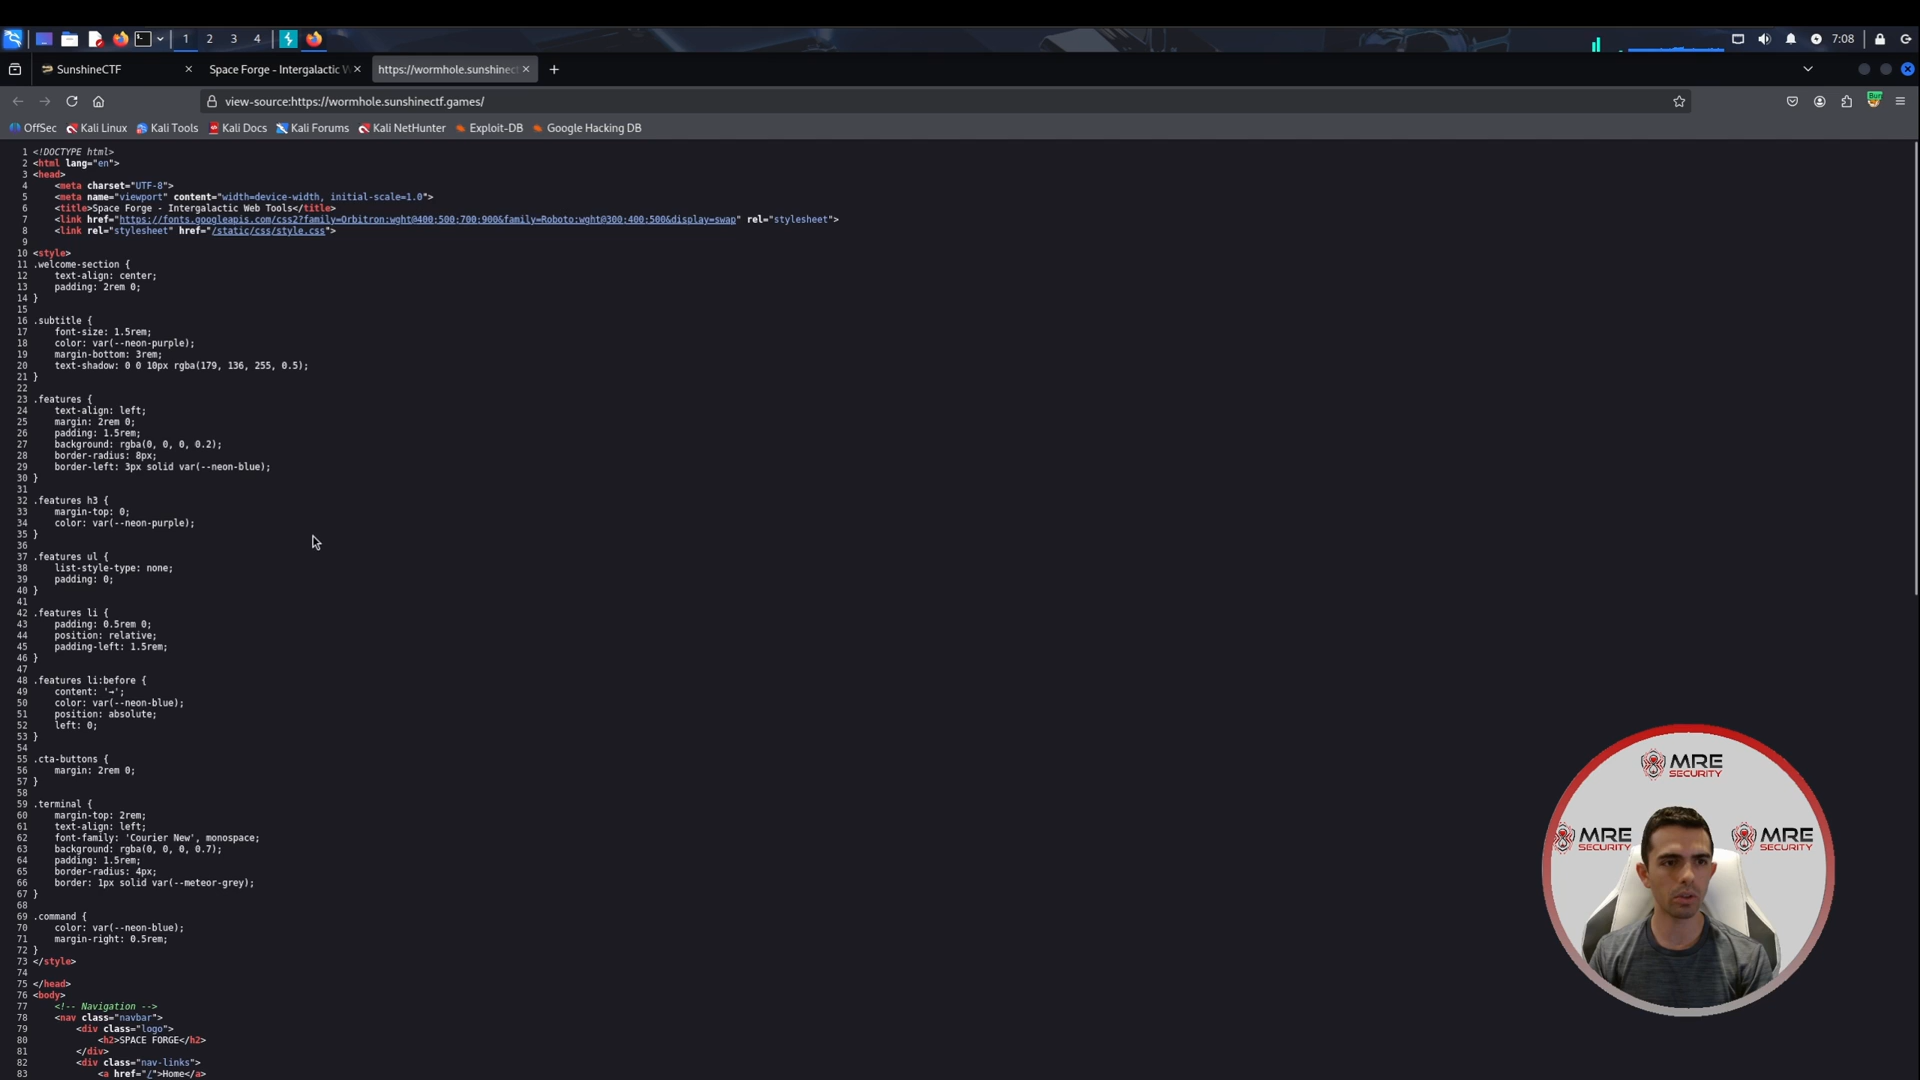 1 2 3 4
7:08
SunshineCTF
Space Forge - Intergalactic W
https://wormhole.sunshinect
view-source:https://wormhole.sunshinectf.games/
OffSec Kali Linux Kali Tools Kali Docs Kali Forums Kali NetHunter Exploit-DB Google Hacking DB
1 <!DOCTYPE html>
2 <html lang="en">
3 <head>
4 <meta charset="UTF-8">
5 <meta name="viewport" content="width=device-width, initial-scale=1.0">
6 <title>Space Forge - Intergalactic Web Tools</title>
7 <link href="https://fonts.googleapis.com/css2?family=Orbitron:wght@400;500;700;900&family=Roboto:wght@300;400;500&display=swap" rel="stylesheet">
8 <link rel="stylesheet" href="/static/css/style.css">
9
10 <style>
11 .welcome-section {
12 text-align: center;
13 padding: 2rem 0;
14 }
15
16 .subtitle {
17 font-size: 1.5rem;
18 color: var(--neon-purple);
19 margin-bottom: 3rem;
20 text-shadow: 0 0 10px rgba(179, 136, 255, 0.5);
21 }
22
23 .features {
24 text-align: left;
25 margin: 2rem 0;
26 padding: 1.5rem;
27 background: rgba(0, 0, 0, 0.2);
28 border-radius: 8px;
29 border-left: 3px solid var(--neon-blue);
30 }
31
32 .features h3 {
33 margin-top: 0;
34 color: var(--neon-purple);
35 }
36
37 .features ul {
38 list-style-type: none;
39 padding: 0;
40 }
41
42 .features li {
43 padding: 0.5rem 0;
44 position: relative;
45 padding-left: 1.5rem;
46 }
47
48 .features li:before {
49 content: '→';
50 color: var(--neon-blue);
51 position: absolute;
52 left: 0;
53 }
54
55 .cta-buttons {
56 margin: 2rem 0;
57 }
58
59 .terminal {
60 margin-top: 2rem;
61 text-align: left;
62 font-family: 'Courier New', monospace;
63 background: rgba(0, 0, 0, 0.7);
64 padding: 1.5rem;
65 border-radius: 4px;
66 border: 1px solid var(--meteor-grey);
67 }
68
69 .command {
70 color: var(--neon-blue);
71 margin-right: 0.5rem;
72 }
73 </style>
74
75 </head>
76 <body>
77 <!-- Navigation -->
78 <nav class="navbar">
79 <div class="logo">
80 <h2>SPACE FORGE</h2>
81 </div>
82 <div class="nav-links">
83 <a href="/">Home</a>
MRE
SECURITY
MRE
SECURITY
MRE
SECURITY